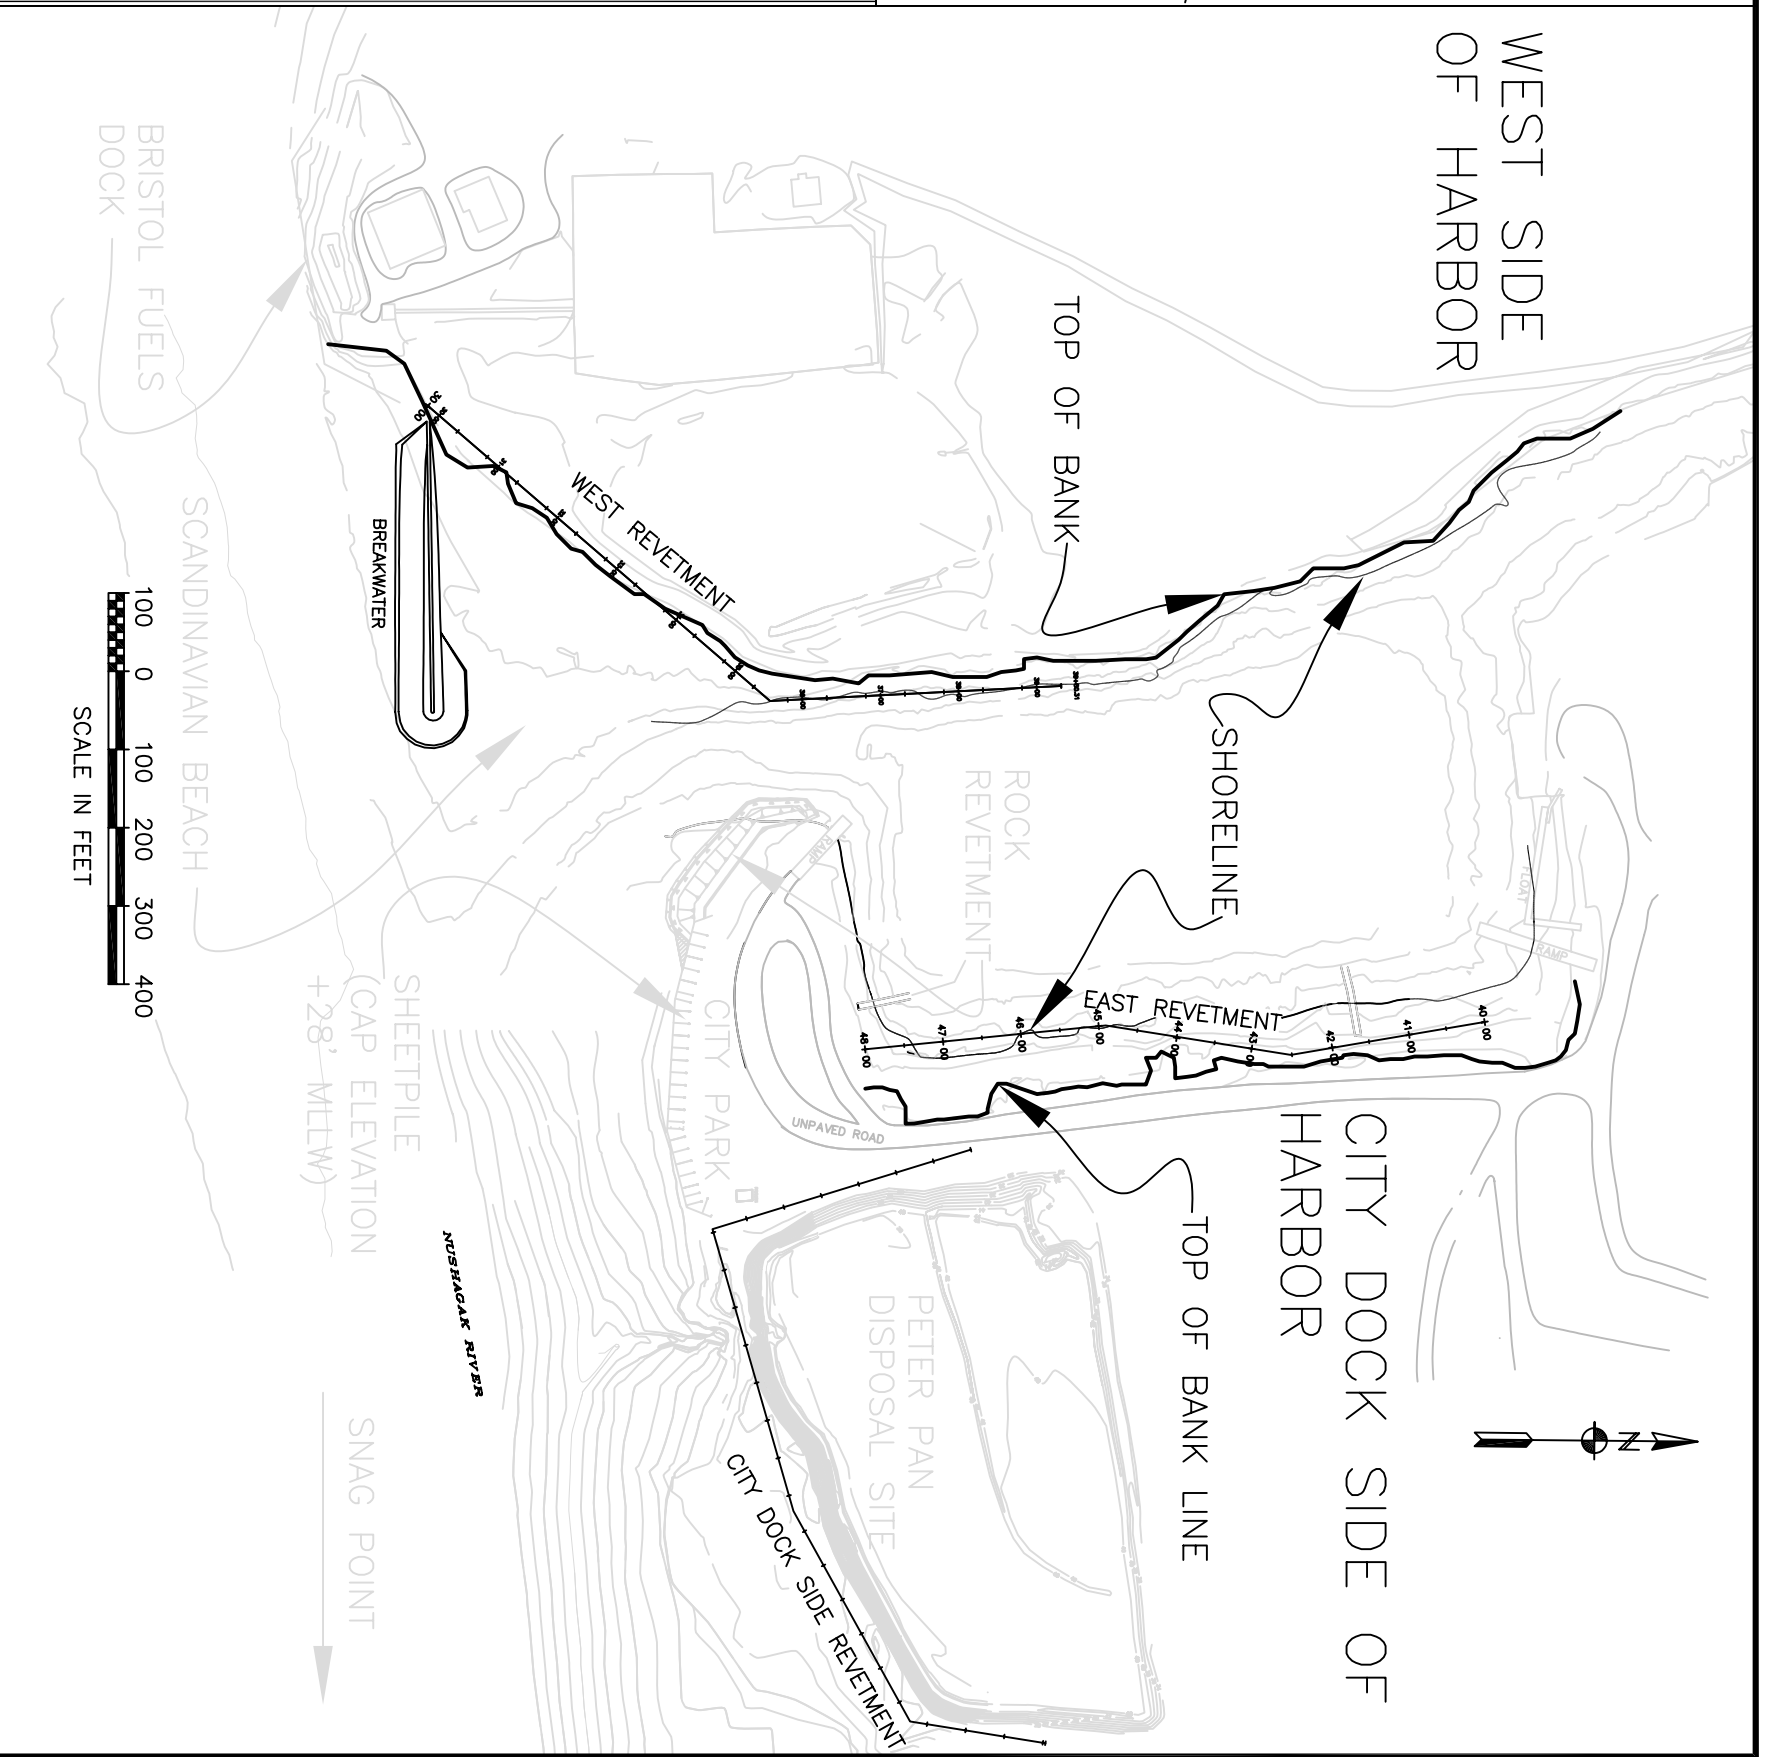 WEST SIDE
OF HARBOR
TOP OF BANK
SHORELINE
CITY DOCK SIDE OF
HARBOR
TOP OF BANK LINE
N
FLOAT
RAMP
EAST REVETMENT
40+00
41+00
42+00
43+00
44+00
45+00
46+00
47+00
48+00
ROCK
REVETMENT
RAMP
WEST REVETMENT
UNPAVED ROAD
CITY PARK
PETER PAN
DISPOSAL SITE
CITY DOCK SIDE REVETMENT
BREAKWATER
BRISTOL FUELS
DOCK
SCANDINAVIAN BEACH
SHEETPILE
(CAP ELEVATION
+28' MLLW)
NUSHAGAK RIVER
SNAG POINT
100 0 100 200 300 400
SCALE IN FEET